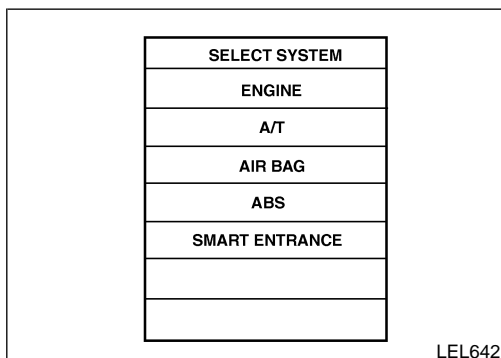 SELECT SYSTEM
ENGINE
A/T
AIR BAG
ABS
SMART ENTRANCE
LEL642